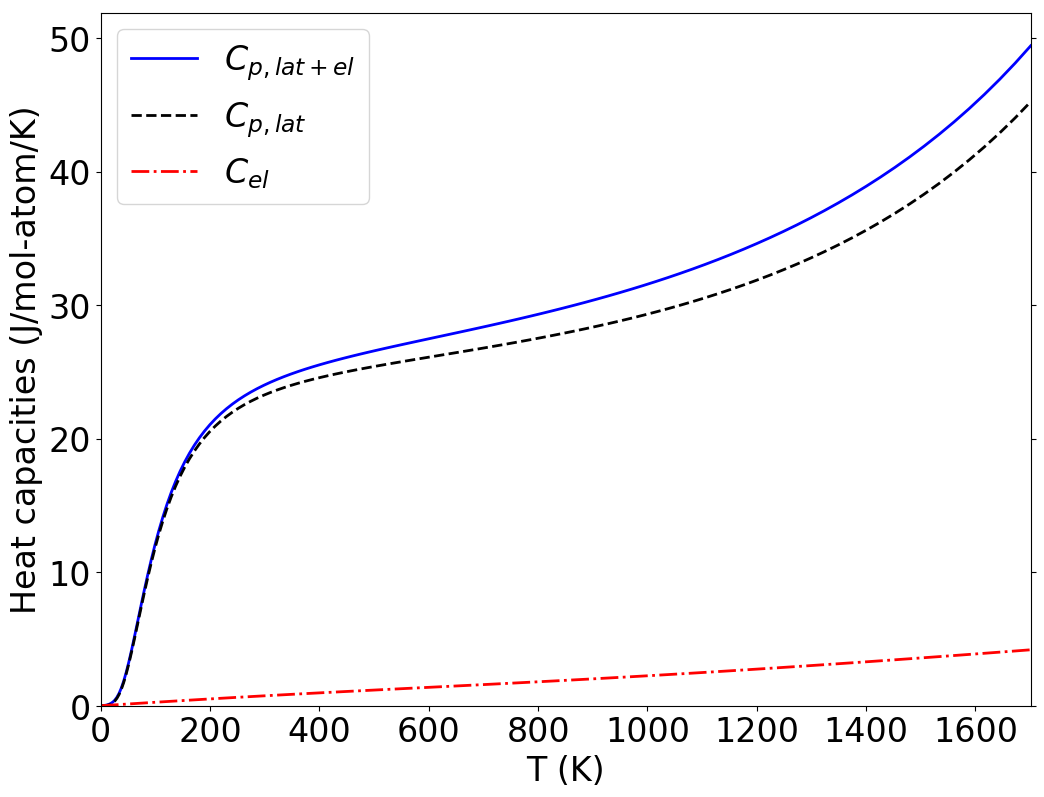 Heat capacities (J/mol-atom/K)
50
40
30
20
10
0
C_{p, lat + el}
C_{p, lat}
C_{el}
0 200 400 600 800 1000 1200 1400 1600
T (K)